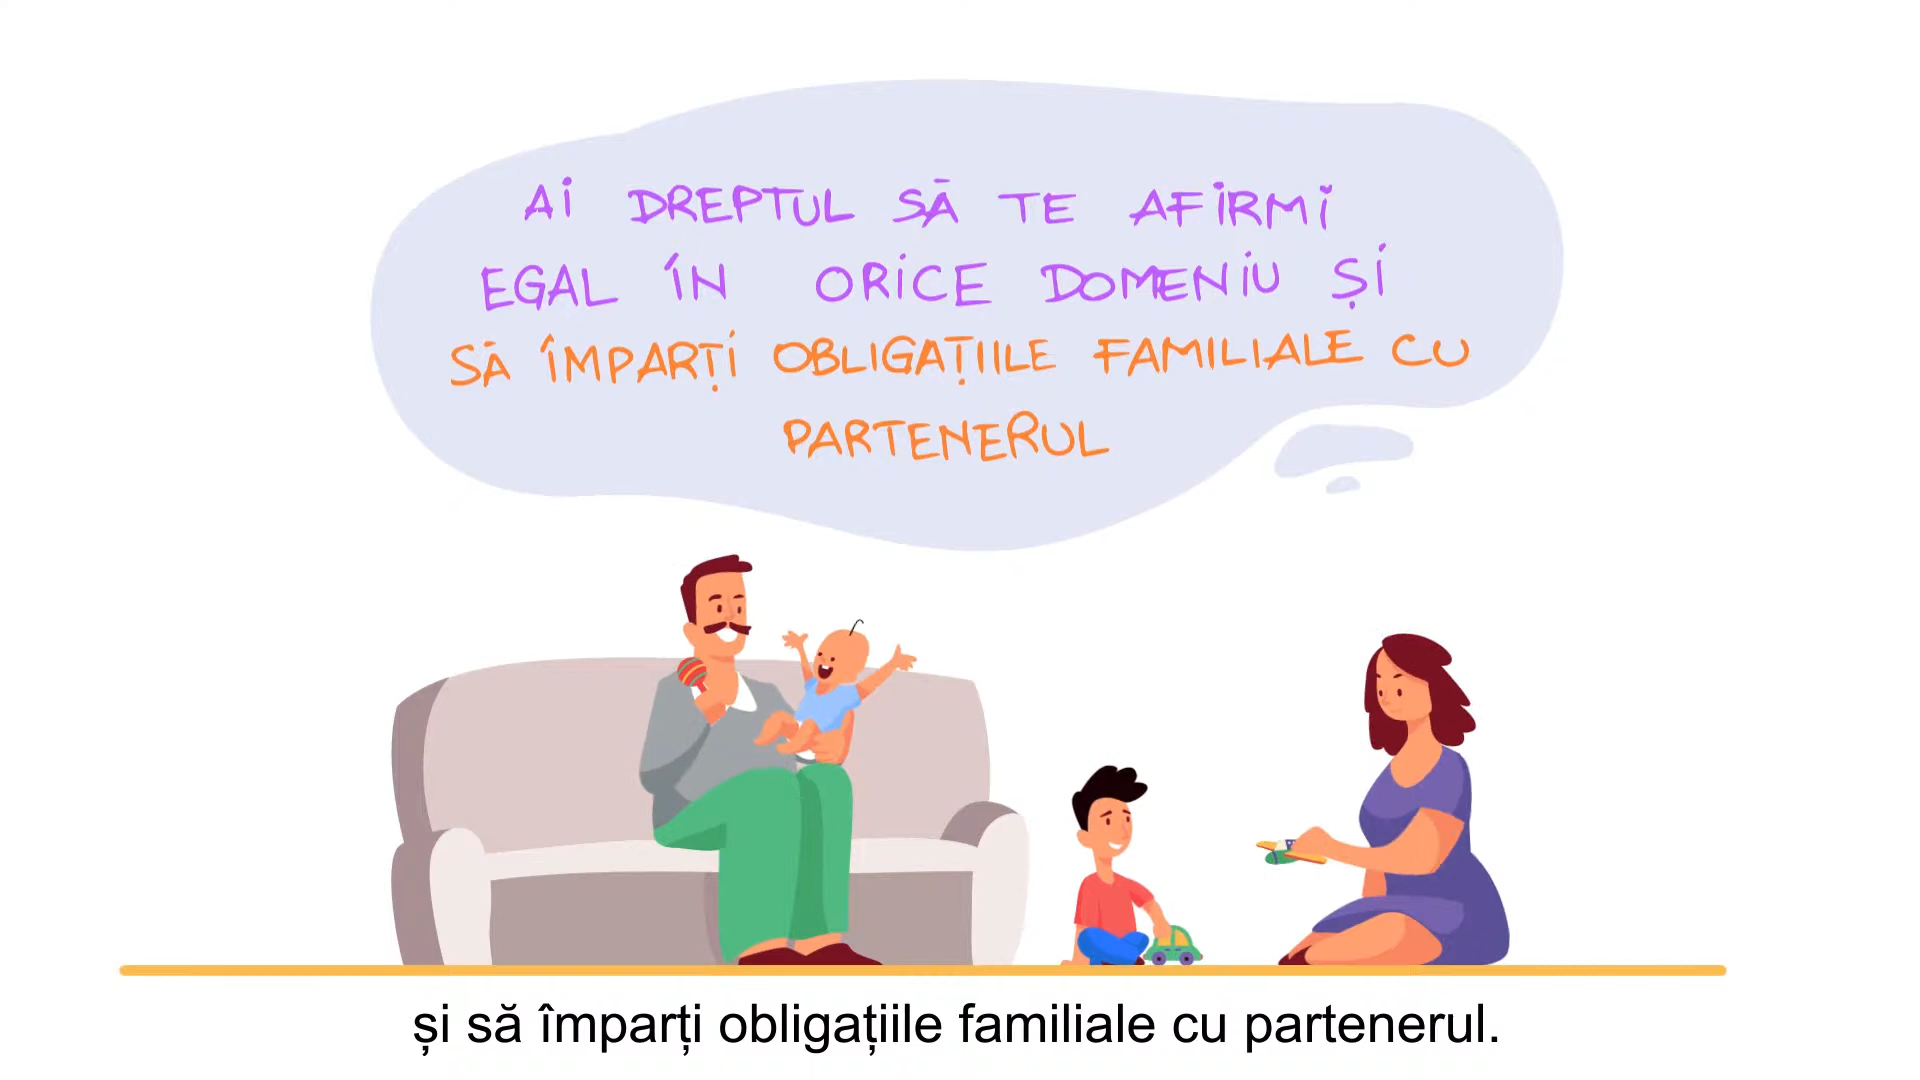 Ai DREPTUL SĂ TE AFiRMi
EGAL ÎN ORiCE DOMENiU ȘI
SĂ ÎMPARȚi OBLIGAȚIILE FAMILIALE CU
PARTENERUL
și să împarți obligațiile familiale cu partenerul.